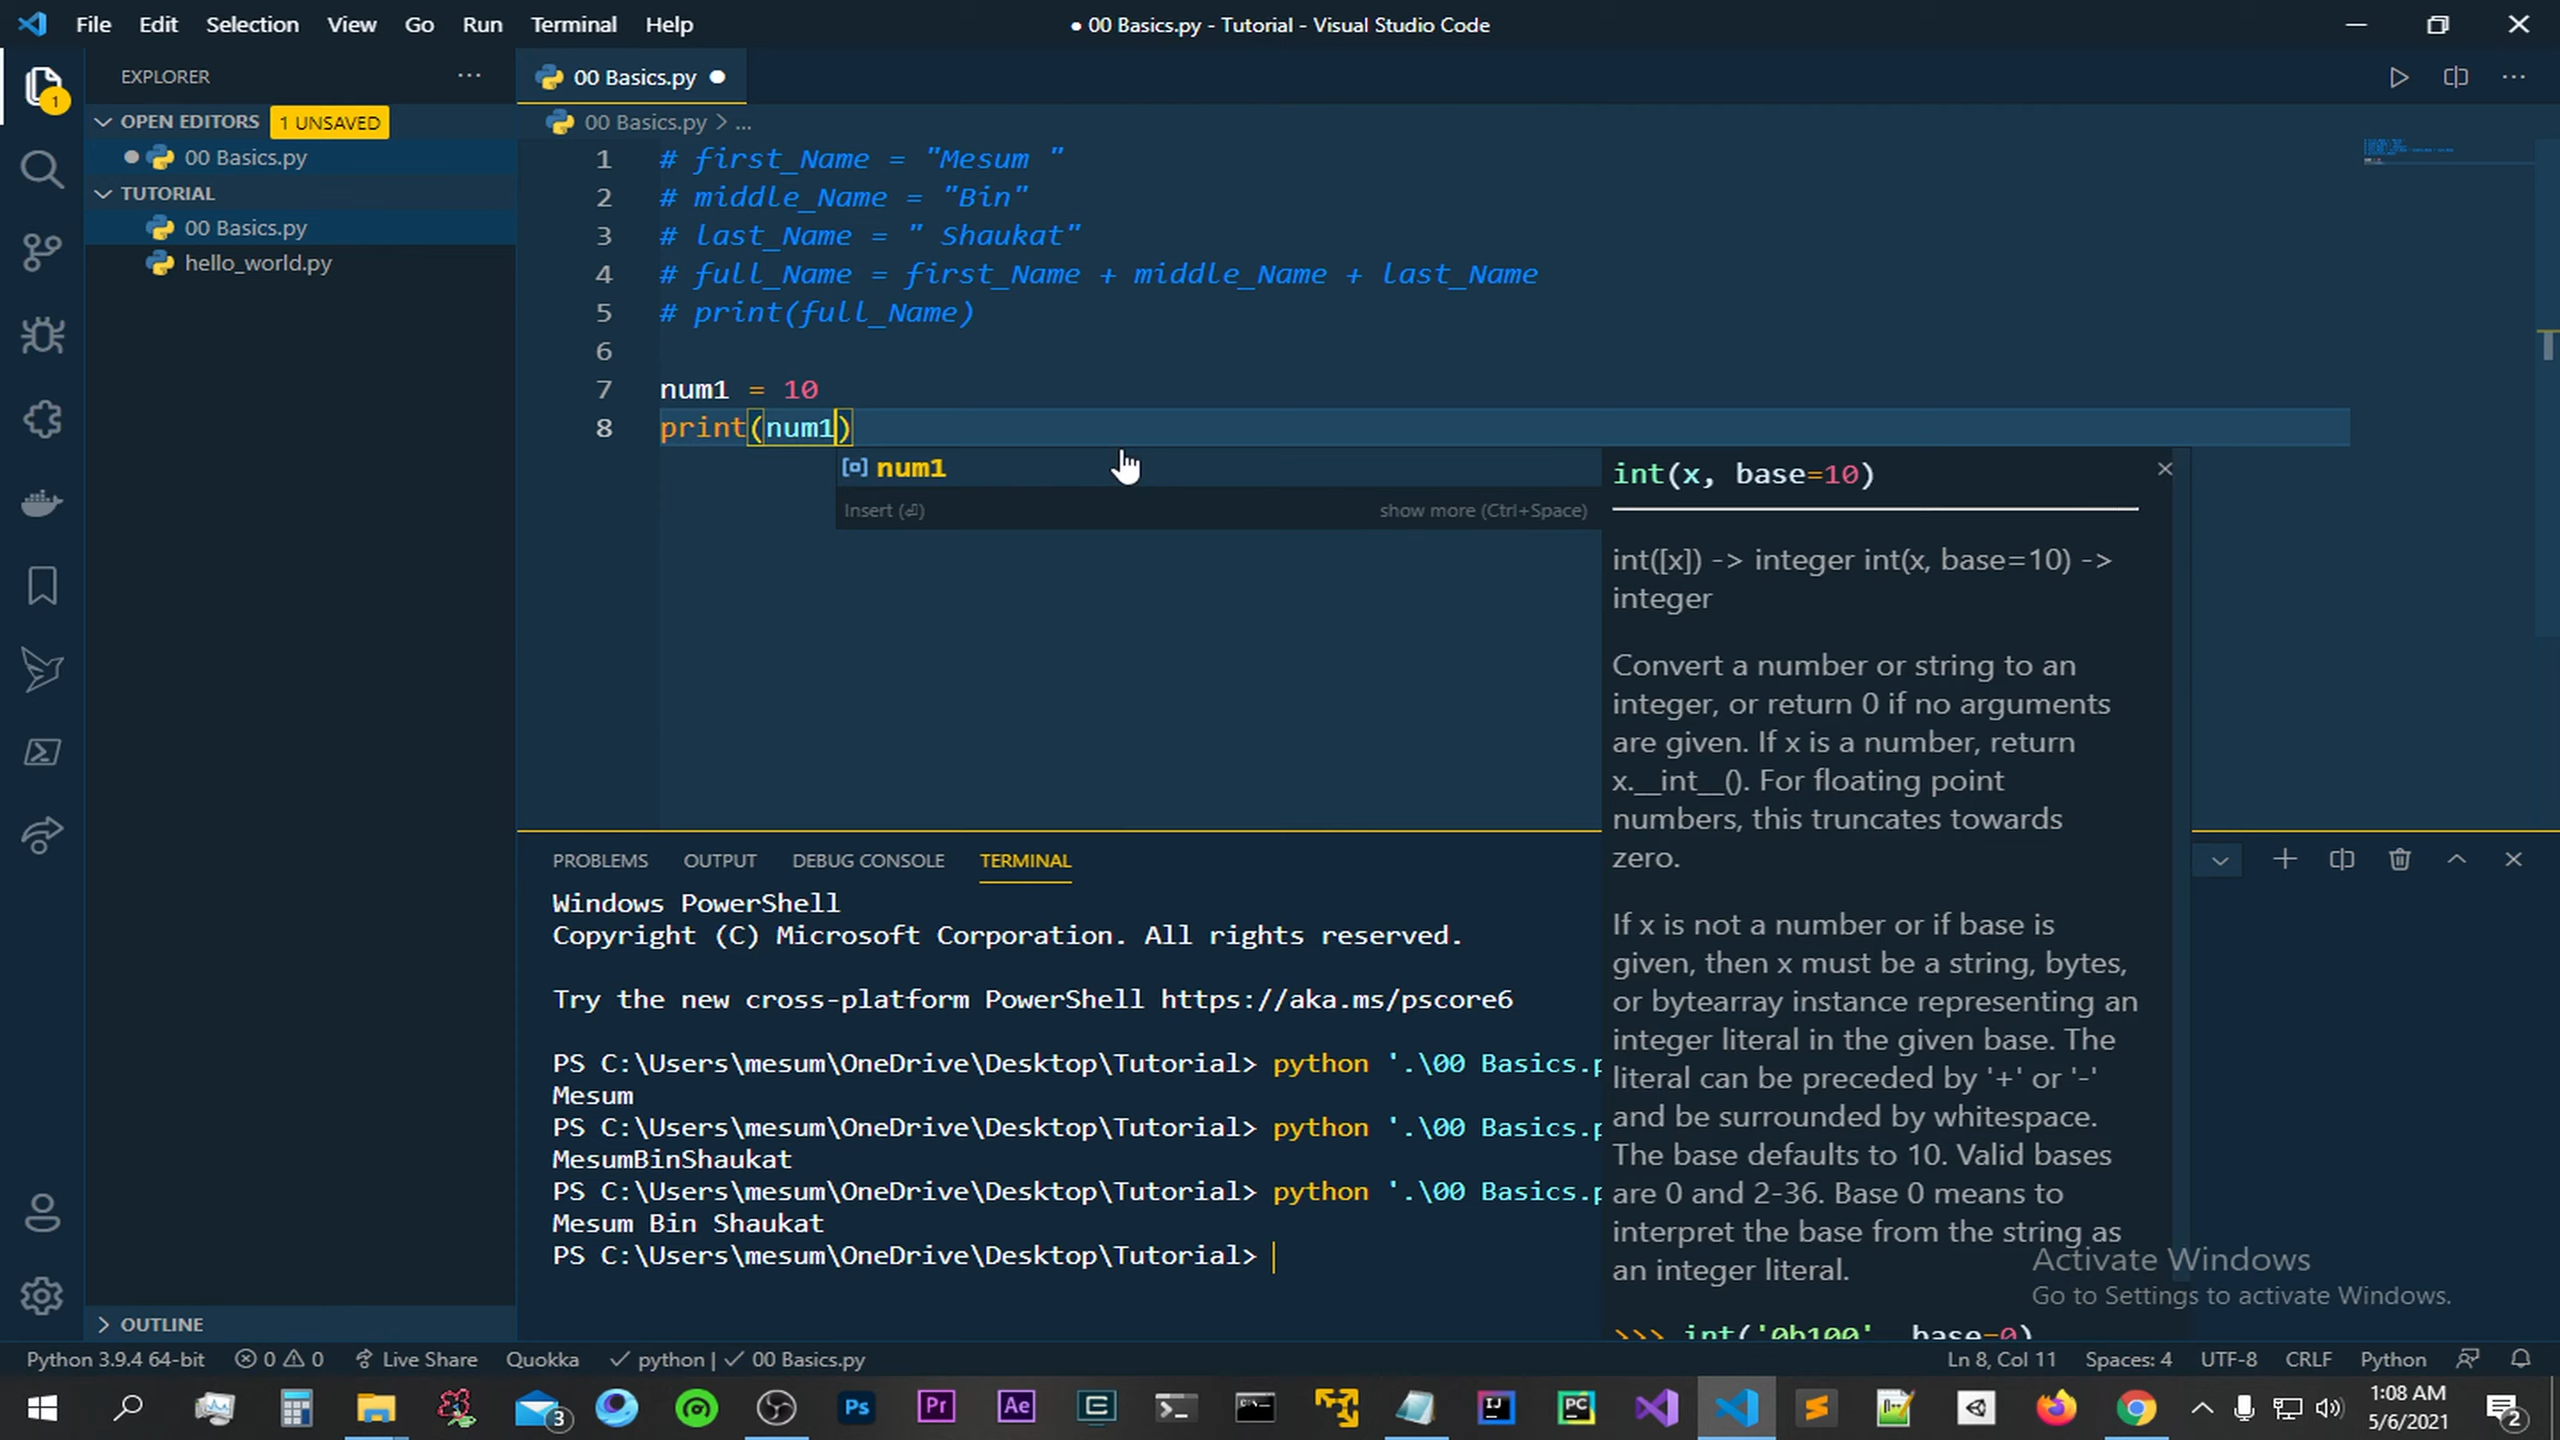 File Edit Selection View Go Run Terminal Help
● 00 Basics.py - Tutorial - Visual Studio Code
EXPLORER
1
OPEN EDITORS 1 UNSAVED
00 Basics.py
TUTORIAL
00 Basics.py
hello_world.py
OUTLINE
00 Basics.py
00 Basics.py > ...
1 # first_Name = "Mesum "
2 # middle_Name = "Bin"
3 # last_Name = " Shaukat"
4 # full_Name = first_Name + middle_Name + last_Name
5 # print(full_Name)
6
7 num1 = 10
8 print(num1)
num1
Insert (⏎) show more (Ctrl+Space)
int(x, base=10)
int([x]) -> integer int(x, base=10) ->
integer
Convert a number or string to an
integer, or return 0 if no arguments
are given. If x is a number, return
x.__int__(). For floating point
numbers, this truncates towards
zero.
If x is not a number or if base is
given, then x must be a string, bytes,
or bytearray instance representing an
integer literal in the given base. The
literal can be preceded by '+' or '-'
and be surrounded by whitespace.
The base defaults to 10. Valid bases
are 0 and 2-36. Base 0 means to
interpret the base from the string as
an integer literal.
>>> int('0b100', base=0)
PROBLEMS OUTPUT DEBUG CONSOLE TERMINAL
Windows PowerShell
Copyright (C) Microsoft Corporation. All rights reserved.
Try the new cross-platform PowerShell https://aka.ms/pscore6
PS C:\Users\mesum\OneDrive\Desktop\Tutorial> python '.\00 Basics.p
Mesum
PS C:\Users\mesum\OneDrive\Desktop\Tutorial> python '.\00 Basics.p
MesumBinShaukat
PS C:\Users\mesum\OneDrive\Desktop\Tutorial> python '.\00 Basics.p
Mesum Bin Shaukat
PS C:\Users\mesum\OneDrive\Desktop\Tutorial>
Activate Windows
Go to Settings to activate Windows.
Python 3.9.4 64-bit 0 0 Live Share Quokka ✓ python | ✓ 00 Basics.py
Ln 8, Col 11 Spaces: 4 UTF-8 CRLF Python
3 Ps Pr Ae IJ PC
1:08 AM
5/6/2021
2